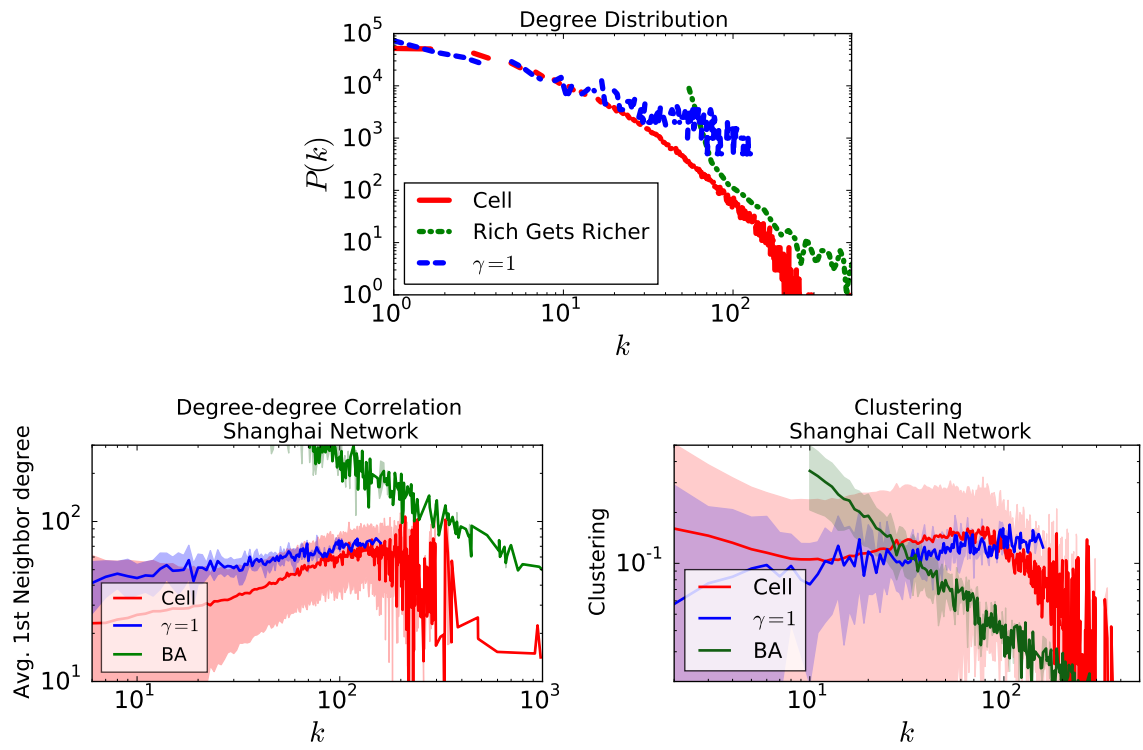 Degree Distribution
P(k)
10^5
10^4
10^3
10^2
10^1
10^0
Cell
Rich Gets Richer
γ=1
10^0 10^1 10^2
k
Degree-degree Correlation
Shanghai Network
Avg. 1st Neighbor degree
10^2
10^1
Cell
γ=1
BA
10^1 10^2 10^3
k
Clustering
Shanghai Call Network
Clustering
10^-1
Cell
γ=1
BA
10^1 10^2
k